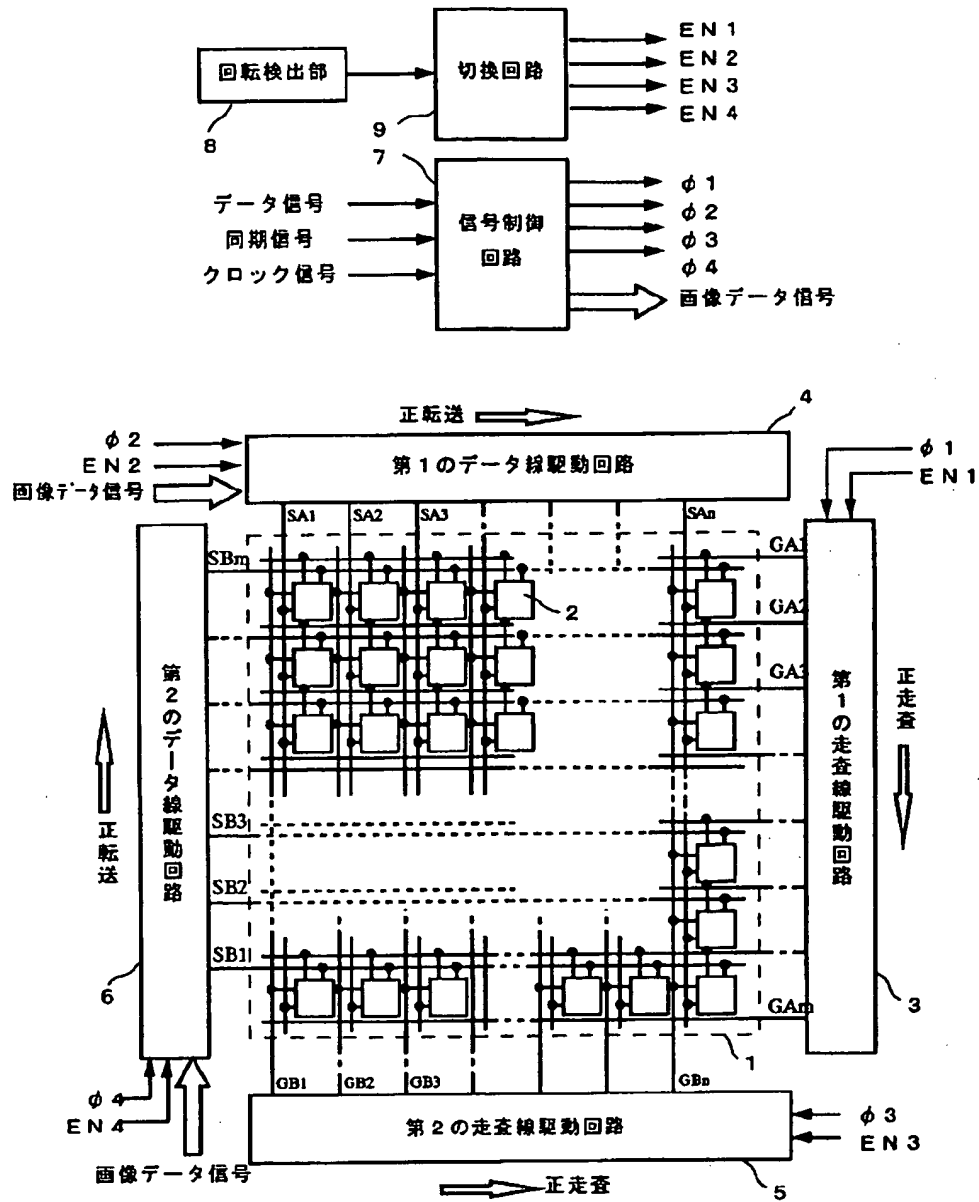 回転検出部
8
切換回路
9
EN1
EN2
EN3
EN4
7
データ信号
同期信号
クロック信号
信号制御
回路
φ1
φ2
φ3
φ4
画像データ信号
正転送
4
φ2
EN2
画像データ信号
第1のデータ線駆動回路
φ1
EN1
SA1
SA2
SA3
SAn
SBm
GA1
GA2
GA3
2
第2のデータ線駆動回路
正転送
第1の走査線駆動回路
正走査
SB3
SB2
SB1
6
3
GAm
1
φ4
EN4
画像データ信号
GB1
GB2
GB3
GBn
第2の走査線駆動回路
φ3
EN3
5
正走査